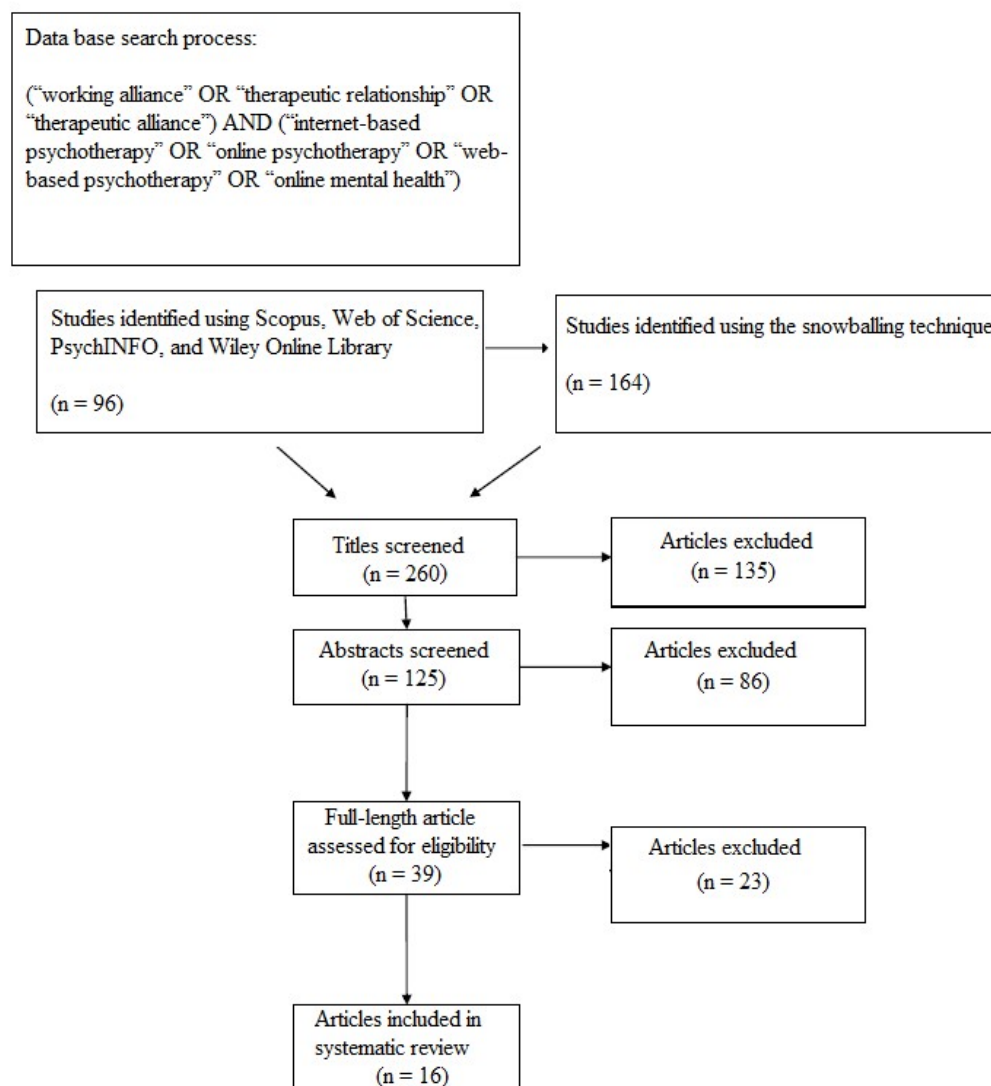 Data base search process:
(“working alliance” OR “therapeutic relationship” OR
“therapeutic alliance”) AND (“internet-based
psychotherapy” OR “online psychotherapy” OR “web-
based psychotherapy” OR “online mental health”)
Studies identified using Scopus, Web of Science,
PsychINFO, and Wiley Online Library
(n = 96)
Studies identified using the snowballing technique
(n = 164)
Titles screened
(n = 260)
Articles excluded
(n = 135)
Abstracts screened
(n = 125)
Articles excluded
(n = 86)
Full-length article
assessed for eligibility
(n = 39)
Articles excluded
(n = 23)
Articles included in
systematic review
(n = 16)